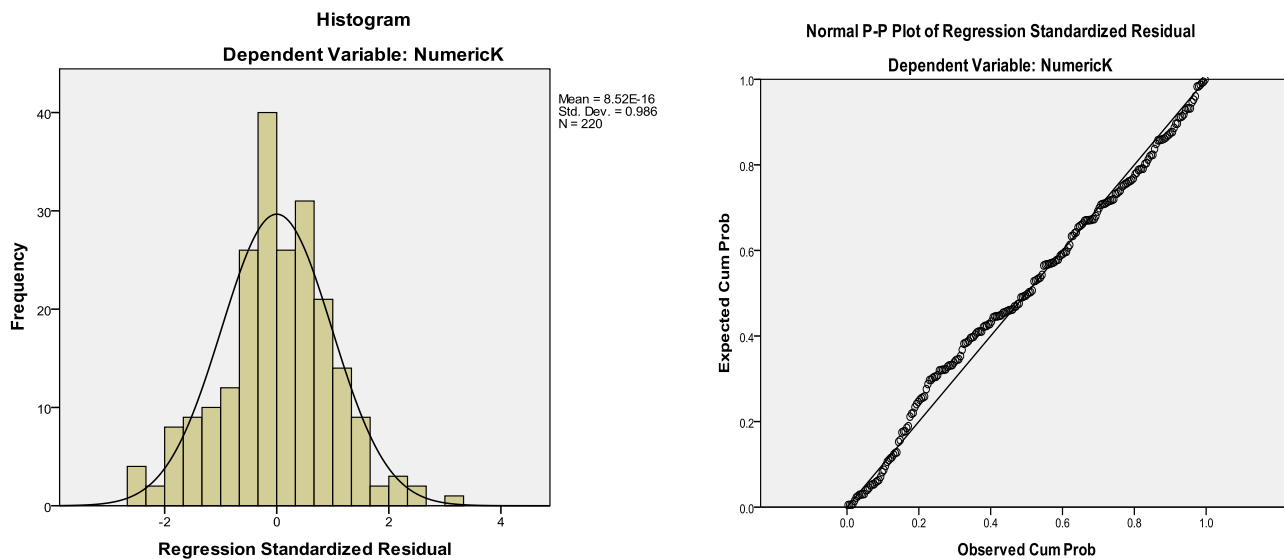 Histogram
Dependent Variable: NumericK
Mean = 8.52E-16
Std. Dev. = 0.986
N = 220
Frequency
40
30
20
10
0
-2 0 2 4
Regression Standardized Residual
Normal P-P Plot of Regression Standardized Residual
Dependent Variable: NumericK
Expected Cum Prob
1.0
0.8
0.6
0.4
0.2
0.0
0.0 0.2 0.4 0.6 0.8 1.0
Observed Cum Prob